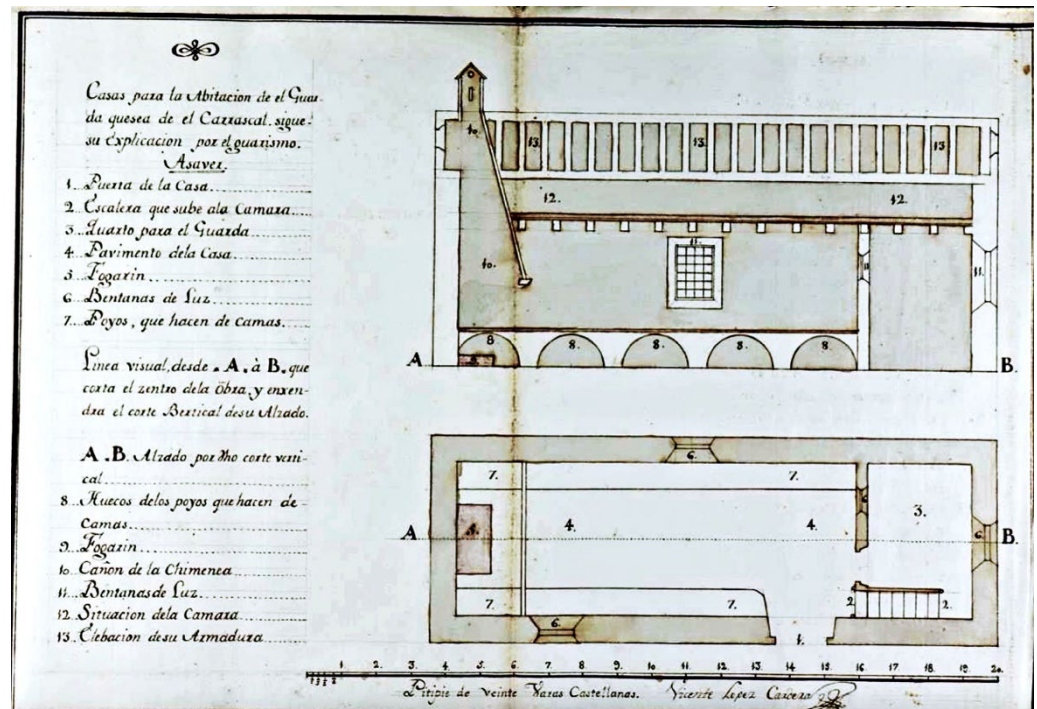 Casas para la Abitacion de el Guar-
da quesea de el Carrascal. sigue
su Explicacion por el guarismo.
Asaver
1.. Puerta de la Casa
2.. Escalera que sube ala Camara
3.. Quarto para el Guarda
4.. Pavimento dela Casa
5.. Fogarin
6.. Bentanas de Luz
7.. Poyos, que hacen de Camas
Linea visual, desde A. à B. que
corta el zentro dela Obra, y enxen-
dra el corte Bertical desu Alzado.
A.B. Alzado por dho corte verti-
cal
8.. Huecos delos poyos que hacen de
Camas
9.. Fogarin
10.. Cañon de la Chimenea
11.. Bentanas de Luz
12.. Situacion dela Camara
13.. Elebacion desu Armadura
10. 13. 13. 13.
12. 12.
11. 11. 11.
10.
8 8. 8. 8. 8.
A 9. B.
6.
7. 7. 6.
5. 4. 4. 3.
A 6. B.
7. 7. 2. 2.
6. 1.
1. 2. 3. 4. 5. 6. 7. 8. 9. 10. 11. 12. 13. 14. 15. 16. 17. 18. 19. 20.
Pitipie de veinte Varas Castellanas. Vicente Lopez Carcera